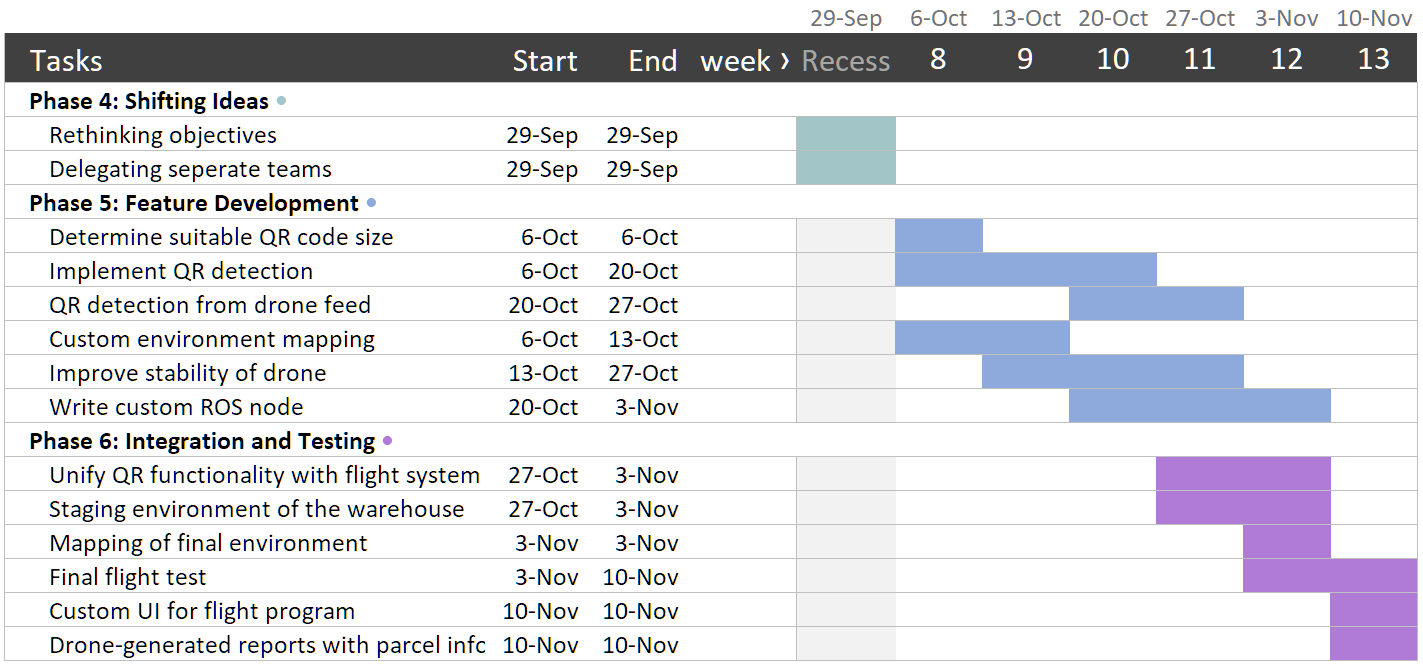 29-Sep 6-Oct 13-Oct 20-Oct 27-Oct 3-Nov 10-Nov
Tasks Start End week › Recess 8 9 10 11 12 13
Phase 4: Shifting Ideas
Rethinking objectives 29-Sep 29-Sep
Delegating seperate teams 29-Sep 29-Sep
Phase 5: Feature Development
Determine suitable QR code size 6-Oct 6-Oct
Implement QR detection 6-Oct 20-Oct
QR detection from drone feed 20-Oct 27-Oct
Custom environment mapping 6-Oct 13-Oct
Improve stability of drone 13-Oct 27-Oct
Write custom ROS node 20-Oct 3-Nov
Phase 6: Integration and Testing
Unify QR functionality with flight system 27-Oct 3-Nov
Staging environment of the warehouse 27-Oct 3-Nov
Mapping of final environment 3-Nov 3-Nov
Final flight test 3-Nov 10-Nov
Custom UI for flight program 10-Nov 10-Nov
Drone-generated reports with parcel info 10-Nov 10-Nov